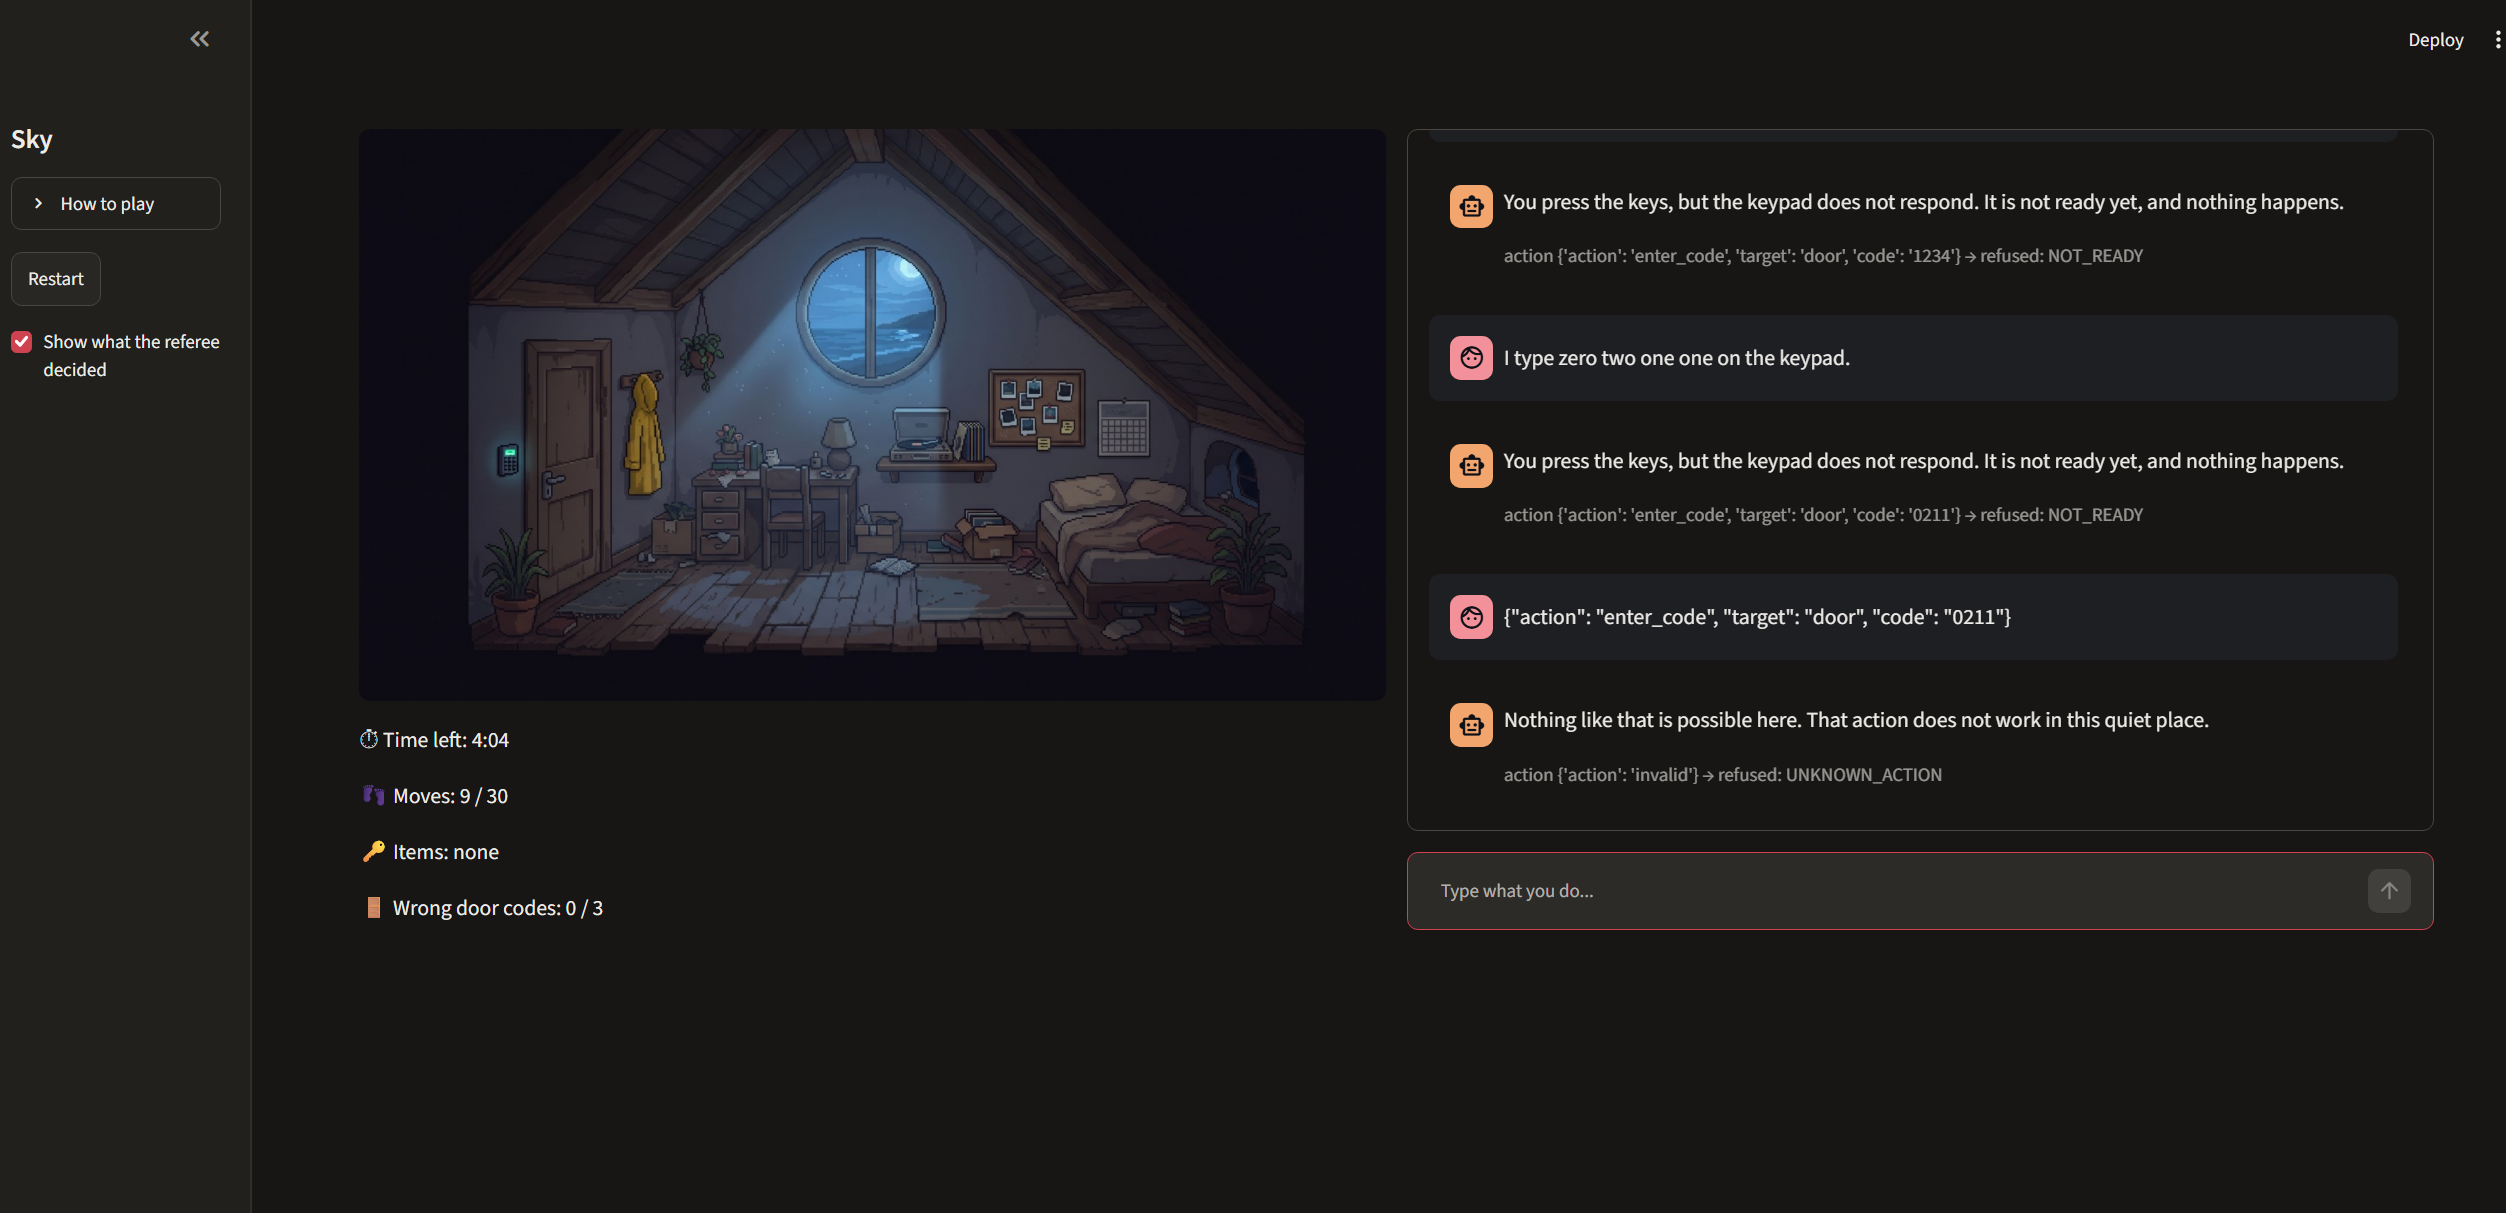 Deploy
Sky
How to play
Restart
Show what the referee
decided
You press the keys, but the keypad does not respond. It is not ready yet, and nothing happens.
action {'action': 'enter_code', 'target': 'door', 'code': '1234'} → refused: NOT_READY
I type zero two one one on the keypad.
You press the keys, but the keypad does not respond. It is not ready yet, and nothing happens.
action {'action': 'enter_code', 'target': 'door', 'code': '0211'} → refused: NOT_READY
{"action": "enter_code", "target": "door", "code": "0211"}
Nothing like that is possible here. That action does not work in this quiet place.
action {'action': 'invalid'} → refused: UNKNOWN_ACTION
Type what you do...
Time left: 4:04
Moves: 9 / 30
Items: none
Wrong door codes: 0 / 3